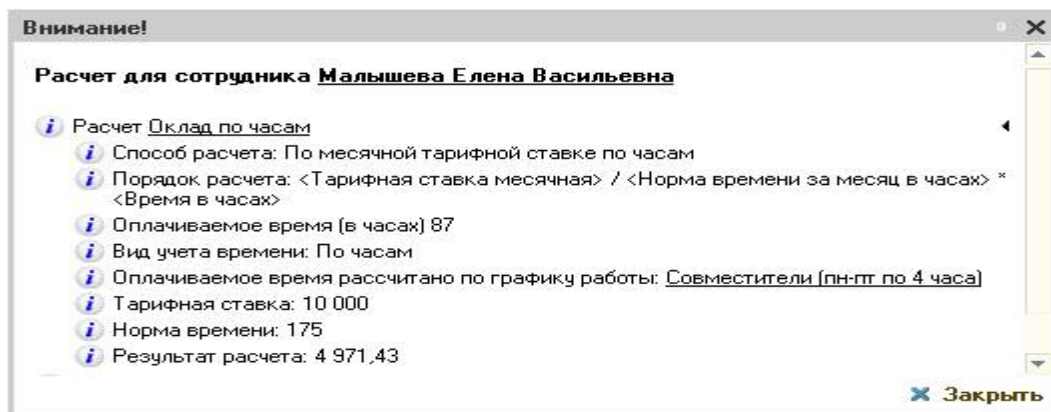 Внимание!
Расчет для сотрудника Малышева Елена Васильевна
Расчет Оклад по часам
Способ расчета: По месячной тарифной ставке по часам
Порядок расчета: <Тарифная ставка месячная> / <Норма времени за месяц в часах> *
<Время в часах>
Оплачиваемое время (в часах) 87
Вид учета времени: По часам
Оплачиваемое время рассчитано по графику работы: Совместители (пн-пт по 4 часа)
Тарифная ставка: 10 000
Норма времени: 175
Результат расчета: 4 971,43
Закрыть